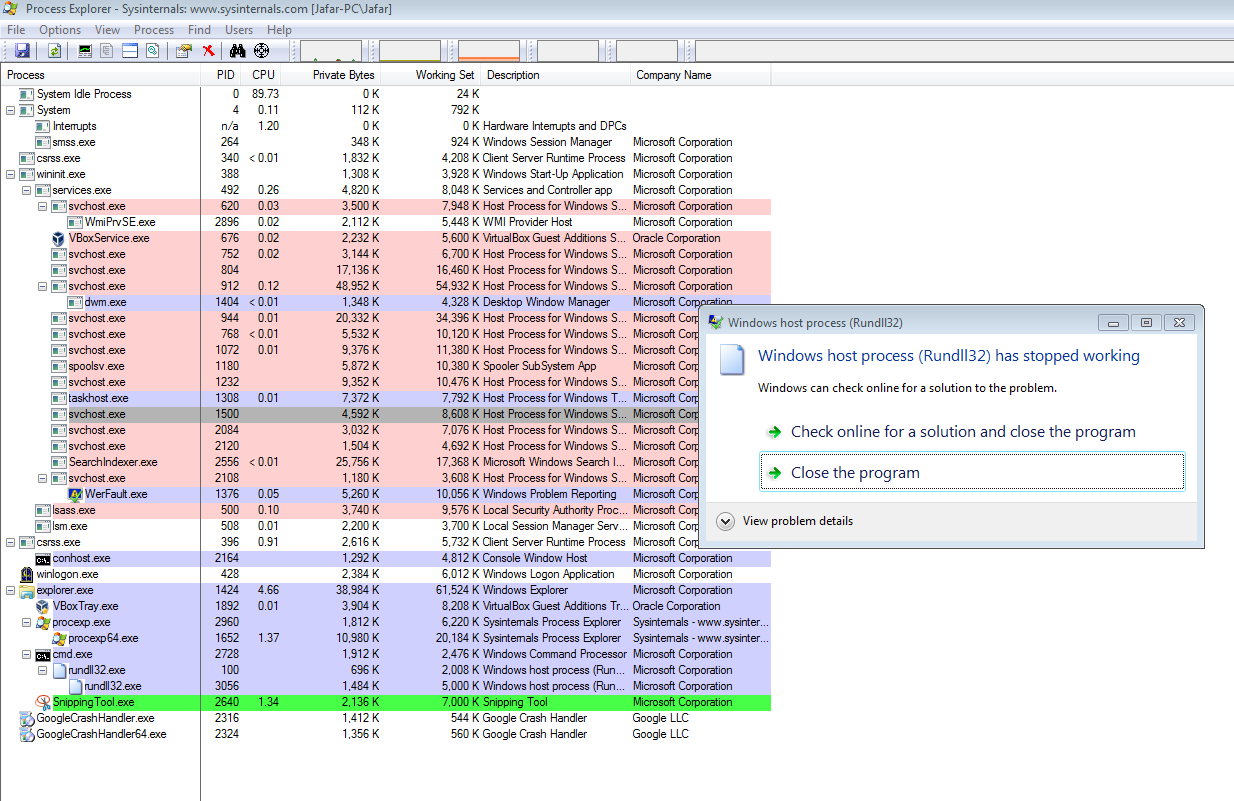 Process Explorer - Sysinternals: www.sysinternals.com [Jafar-PC\Jafar]
File Options View Process Find Users Help
Process PID CPU Private Bytes Working Set Description Company Name
System Idle Process 0 89.73 0 K 24 K
System 4 0.11 112 K 792 K
Interrupts n/a 1.20 0 K 0 K Hardware Interrupts and DPCs
smss.exe 264 348 K 924 K Windows Session Manager Microsoft Corporation
csrss.exe 340 < 0.01 1,832 K 4,208 K Client Server Runtime Process Microsoft Corporation
wininit.exe 388 1,308 K 3,928 K Windows Start-Up Application Microsoft Corporation
services.exe 492 0.26 4,820 K 8,048 K Services and Controller app Microsoft Corporation
svchost.exe 620 0.03 3,500 K 7,948 K Host Process for Windows S... Microsoft Corporation
WmiPrvSE.exe 2896 0.02 2,112 K 5,448 K WMI Provider Host Microsoft Corporation
VBoxService.exe 676 0.02 2,232 K 5,600 K VirtualBox Guest Additions S... Oracle Corporation
svchost.exe 752 0.02 3,144 K 6,700 K Host Process for Windows S... Microsoft Corporation
svchost.exe 804 17,136 K 16,460 K Host Process for Windows S... Microsoft Corporation
svchost.exe 912 0.12 48,952 K 54,932 K Host Process for Windows S... Microsoft Corporation
dwm.exe 1404 < 0.01 1,348 K 4,328 K Desktop Window Manager Microsoft Corporation
svchost.exe 944 0.01 20,332 K 34,396 K Host Process for Windows S... Microsoft Corp
svchost.exe 768 < 0.01 5,532 K 10,120 K Host Process for Windows S... Microsoft Corp
svchost.exe 1072 0.01 9,376 K 11,380 K Host Process for Windows S... Microsoft Corp
spoolsv.exe 1180 5,872 K 10,380 K Spooler SubSystem App Microsoft Corp
svchost.exe 1232 9,352 K 10,476 K Host Process for Windows S... Microsoft Corp
taskhost.exe 1308 0.01 7,372 K 7,792 K Host Process for Windows T... Microsoft Corp
svchost.exe 1500 4,592 K 8,608 K Host Process for Windows S... Microsoft Corp
svchost.exe 2084 3,032 K 7,076 K Host Process for Windows S... Microsoft Corp
svchost.exe 2120 1,504 K 4,692 K Host Process for Windows S... Microsoft Corp
SearchIndexer.exe 2556 < 0.01 25,756 K 17,368 K Microsoft Windows Search I... Microsoft Corp
svchost.exe 2108 1,180 K 3,608 K Host Process for Windows S... Microsoft Corp
WerFault.exe 1376 0.05 5,260 K 10,056 K Windows Problem Reporting Microsoft Corp
lsass.exe 500 0.10 3,740 K 9,576 K Local Security Authority Proc... Microsoft Corp
lsm.exe 508 0.01 2,200 K 3,700 K Local Session Manager Serv... Microsoft Corp
csrss.exe 396 0.91 2,616 K 5,732 K Client Server Runtime Process Microsoft Corp
conhost.exe 2164 1,292 K 4,812 K Console Window Host Microsoft Corporation
winlogon.exe 428 2,384 K 6,012 K Windows Logon Application Microsoft Corporation
explorer.exe 1424 4.66 38,984 K 61,524 K Windows Explorer Microsoft Corporation
VBoxTray.exe 1892 0.01 3,904 K 8,208 K VirtualBox Guest Additions Tr... Oracle Corporation
procexp.exe 2960 1,812 K 6,220 K Sysinternals Process Explorer Sysinternals - www.sysinter...
procexp64.exe 1652 1.37 10,980 K 20,184 K Sysinternals Process Explorer Sysinternals - www.sysinter...
cmd.exe 2728 1,912 K 2,476 K Windows Command Processor Microsoft Corporation
rundll32.exe 100 696 K 2,008 K Windows host process (Run... Microsoft Corporation
rundll32.exe 3056 1,484 K 5,000 K Windows host process (Run... Microsoft Corporation
SnippingTool.exe 2640 1.34 2,136 K 7,000 K Snipping Tool Microsoft Corporation
GoogleCrashHandler.exe 2316 1,412 K 544 K Google Crash Handler Google LLC
GoogleCrashHandler64.exe 2324 1,356 K 560 K Google Crash Handler Google LLC
Windows host process (Rundll32)
Windows host process (Rundll32) has stopped working
Windows can check online for a solution to the problem.
Check online for a solution and close the program
Close the program
View problem details